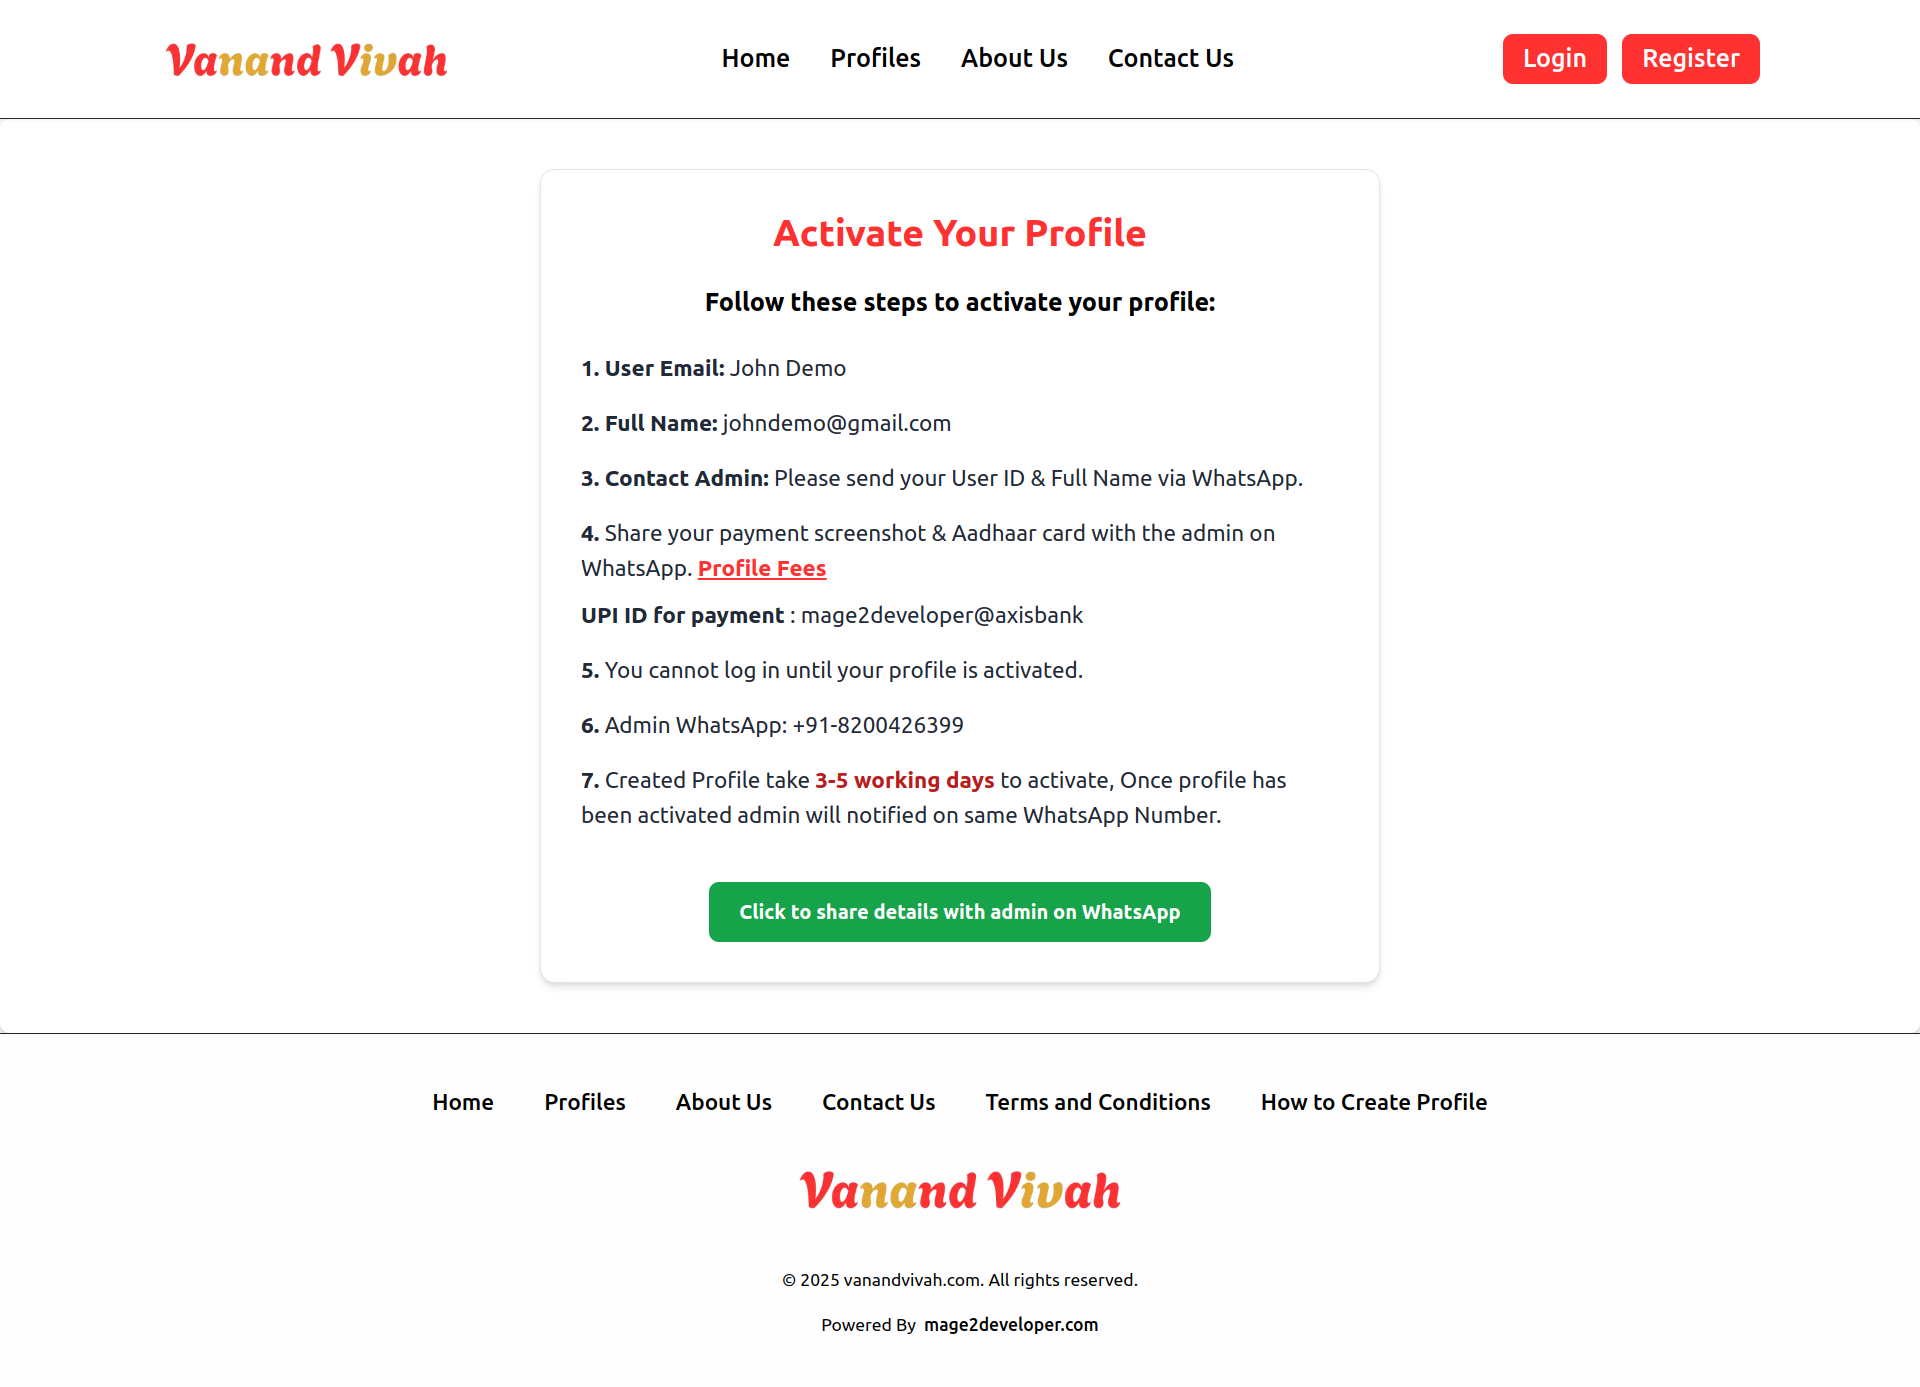 Vanand Vivah
Home Profiles About Us Contact Us
Login Register
Activate Your Profile
Follow these steps to activate your profile:
1. User Email: John Demo
2. Full Name: johndemo@gmail.com
3. Contact Admin: Please send your User ID & Full Name via WhatsApp.
4. Share your payment screenshot & Aadhaar card with the admin on
WhatsApp. Profile Fees
UPI ID for payment : mage2developer@axisbank
5. You cannot log in until your profile is activated.
6. Admin WhatsApp: +91-8200426399
7. Created Profile take 3-5 working days to activate, Once profile has
been activated admin will notified on same WhatsApp Number.
Click to share details with admin on WhatsApp
Home Profiles About Us Contact Us Terms and Conditions How to Create Profile
Vanand Vivah
© 2025 vanandvivah.com. All rights reserved.
Powered By mage2developer.com